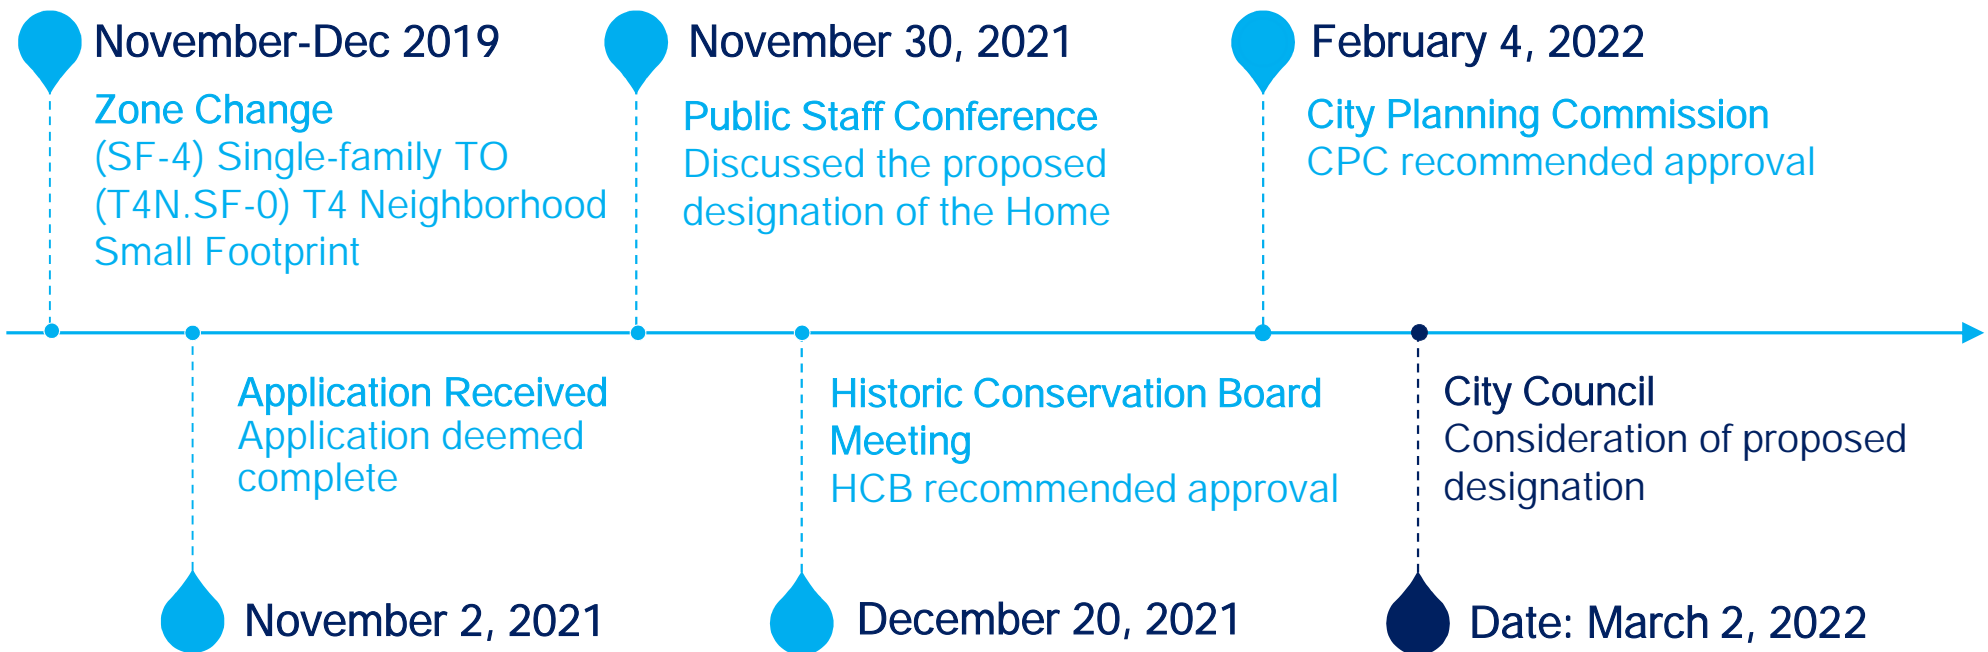 November-Dec 2019
Zone Change
(SF-4) Single-family TO
(T4N.SF-0) T4 Neighborhood
Small Footprint
Application Received
Application deemed
complete
November 2, 2021
November 30, 2021
Public Staff Conference
Discussed the proposed
designation of the Home
Historic Conservation Board
Meeting
HCB recommended approval
December 20, 2021
February 4, 2022
City Planning Commission
CPC recommended approval
City Council
Consideration of proposed
designation
Date: March 2, 2022